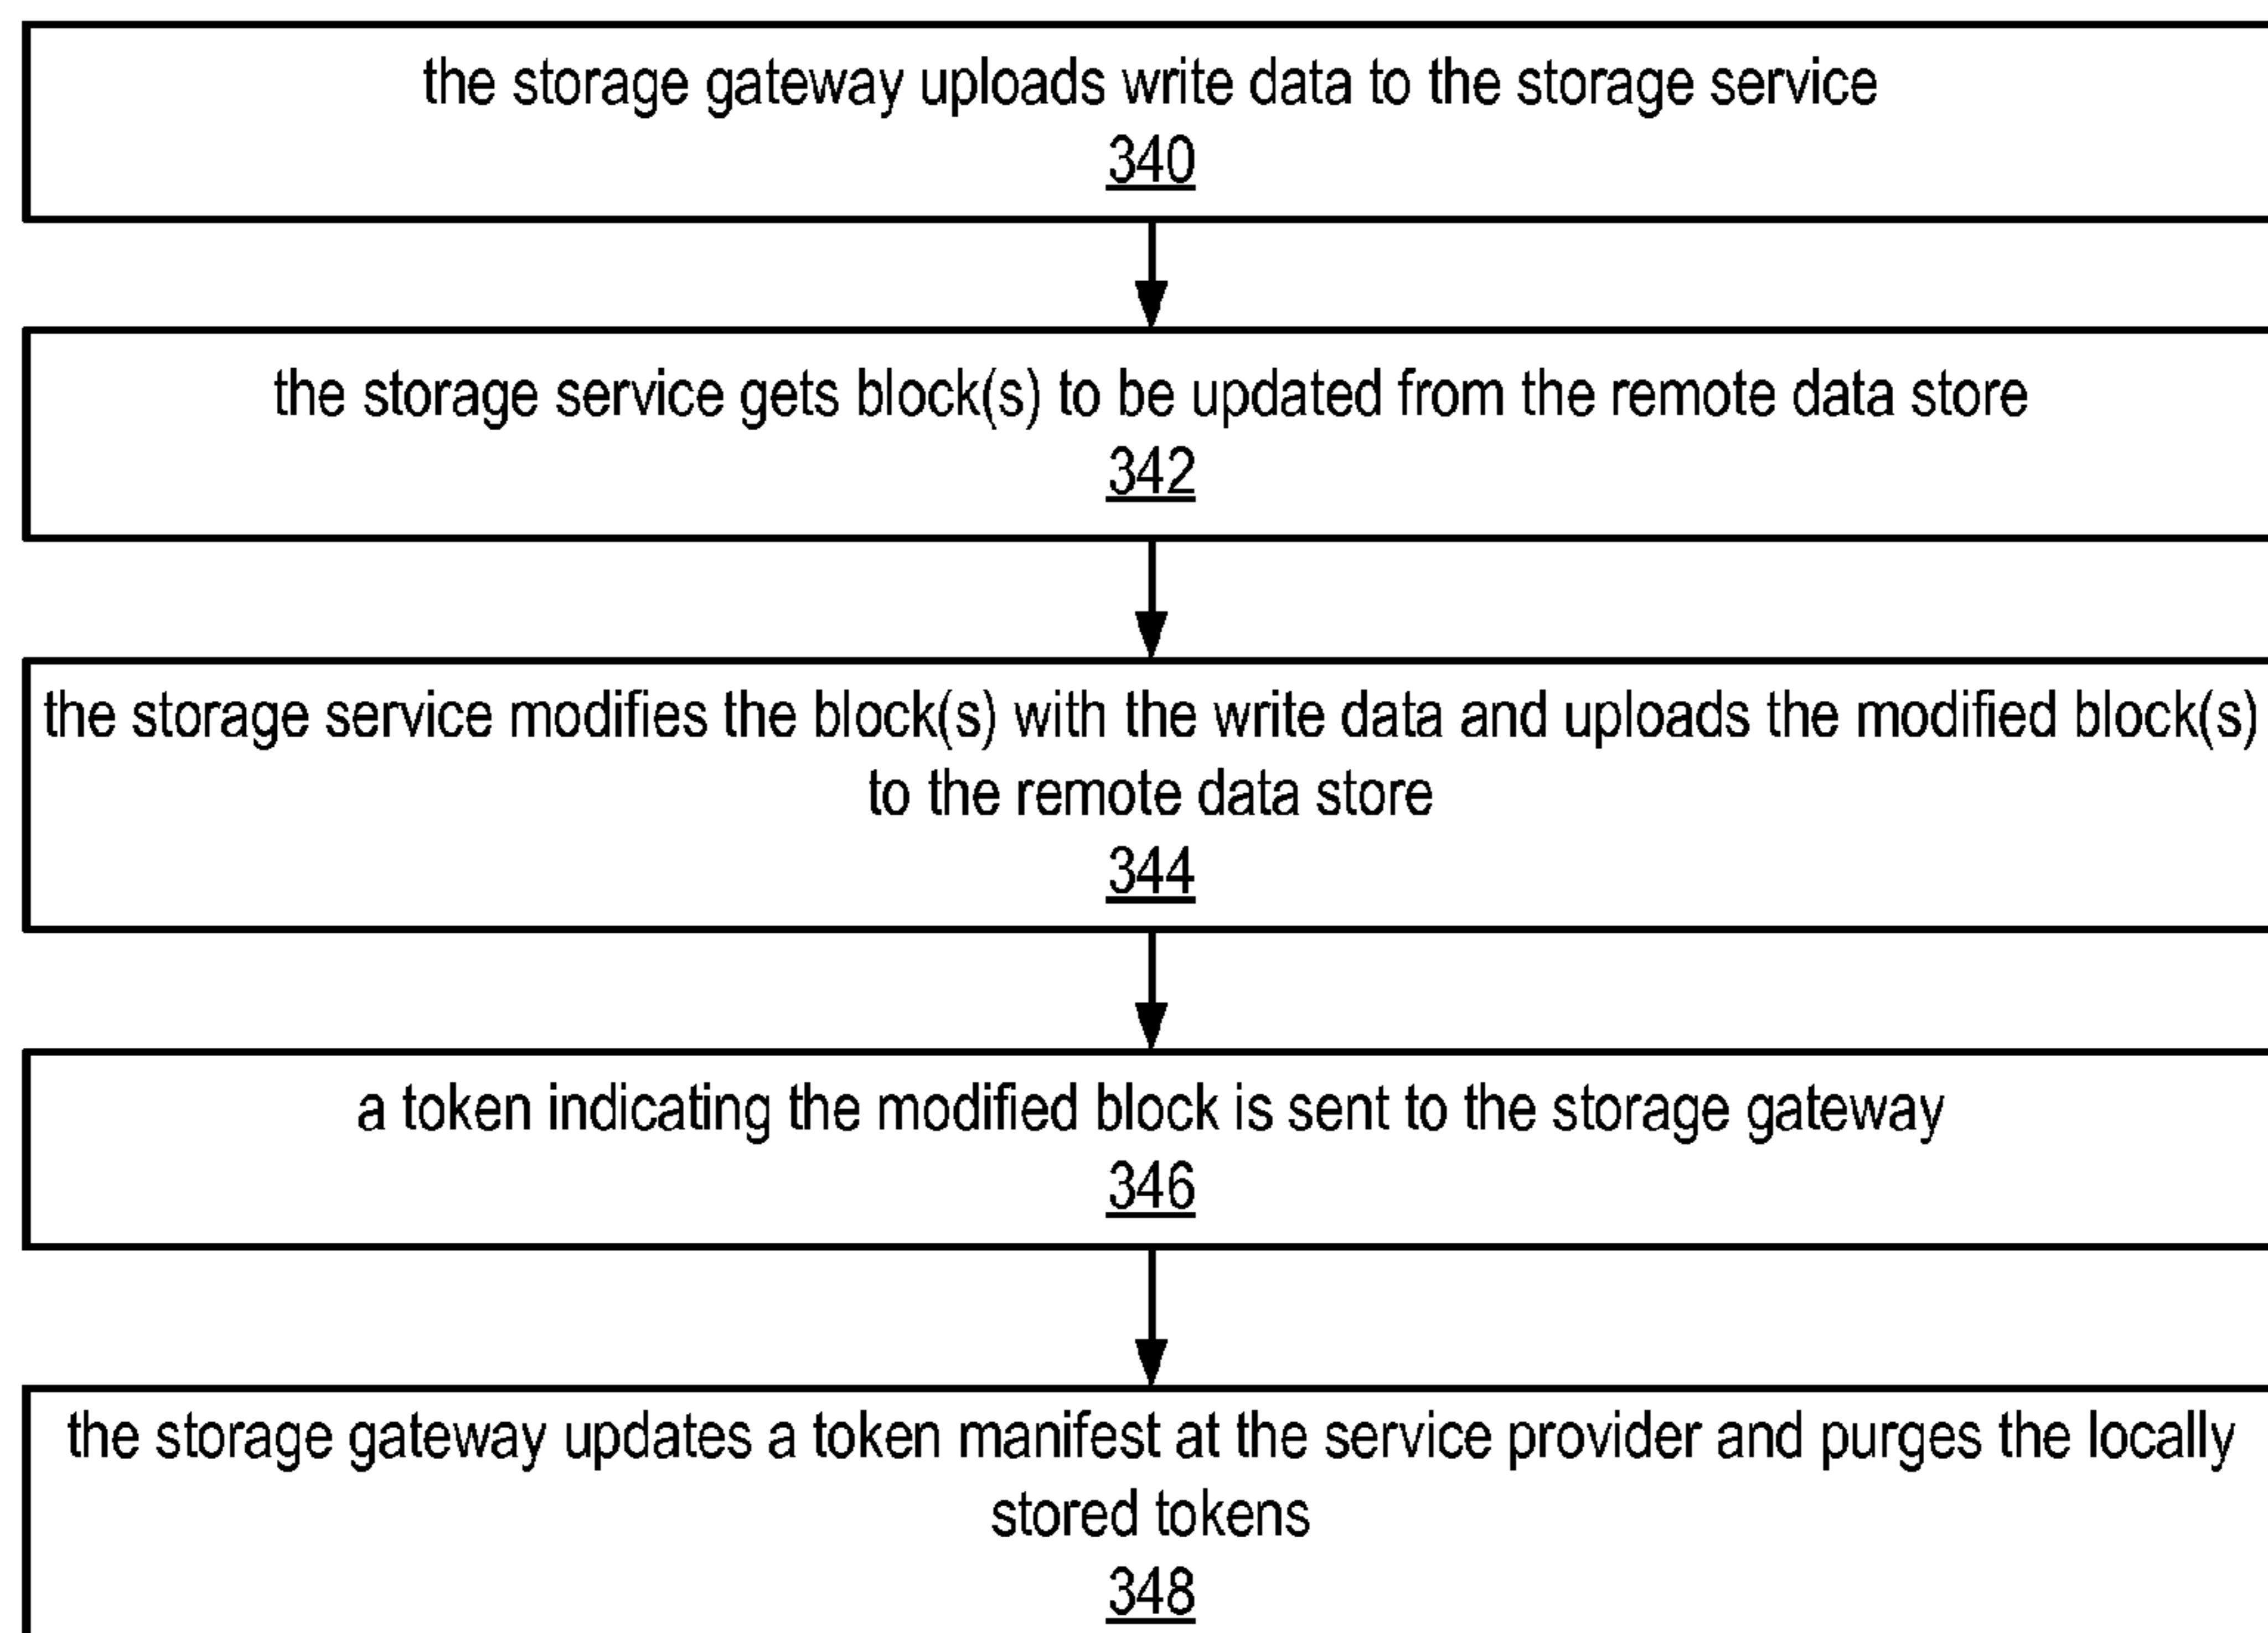 the storage gateway uploads write data to the storage service
340
the storage service gets block(s) to be updated from the remote data store
342
the storage service modifies the block(s) with the write data and uploads the modified block(s)
to the remote data store
344
a token indicating the modified block is sent to the storage gateway
346
the storage gateway updates a token manifest at the service provider and purges the locally
stored tokens
348